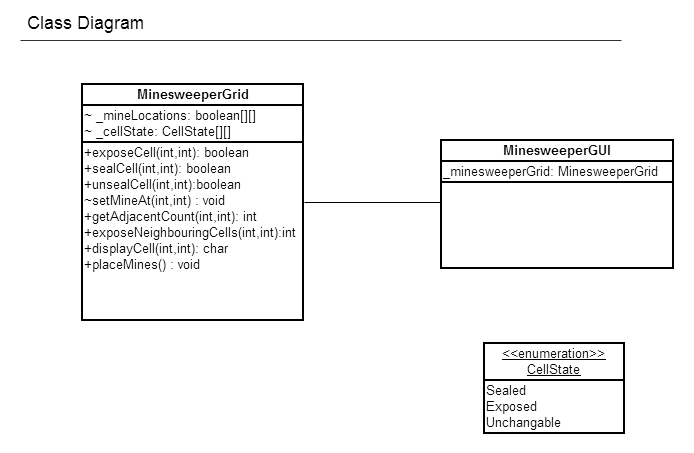 Class Diagram
MinesweeperGrid
~ _mineLocations: boolean[][]
~ _cellState: CellState[][]
+exposeCell(int,int): boolean
+sealCell(int,int): boolean
+unsealCell(int,int):boolean
~setMineAt(int,int) : void
+getAdjacentCount(int,int): int
+exposeNeighbouringCells(int,int):int
+displayCell(int,int): char
+placeMines() : void
MinesweeperGUI
_minesweeperGrid: MinesweeperGrid
<<enumeration>>
CellState
Sealed
Exposed
Unchangable